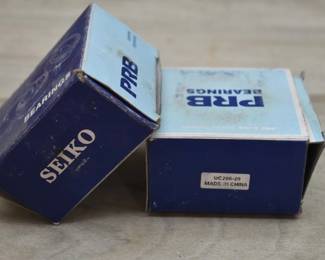 BEARINGS
SEIKO
PRB
PRB
BEARINGS
UC206-20
MADE IN CHINA